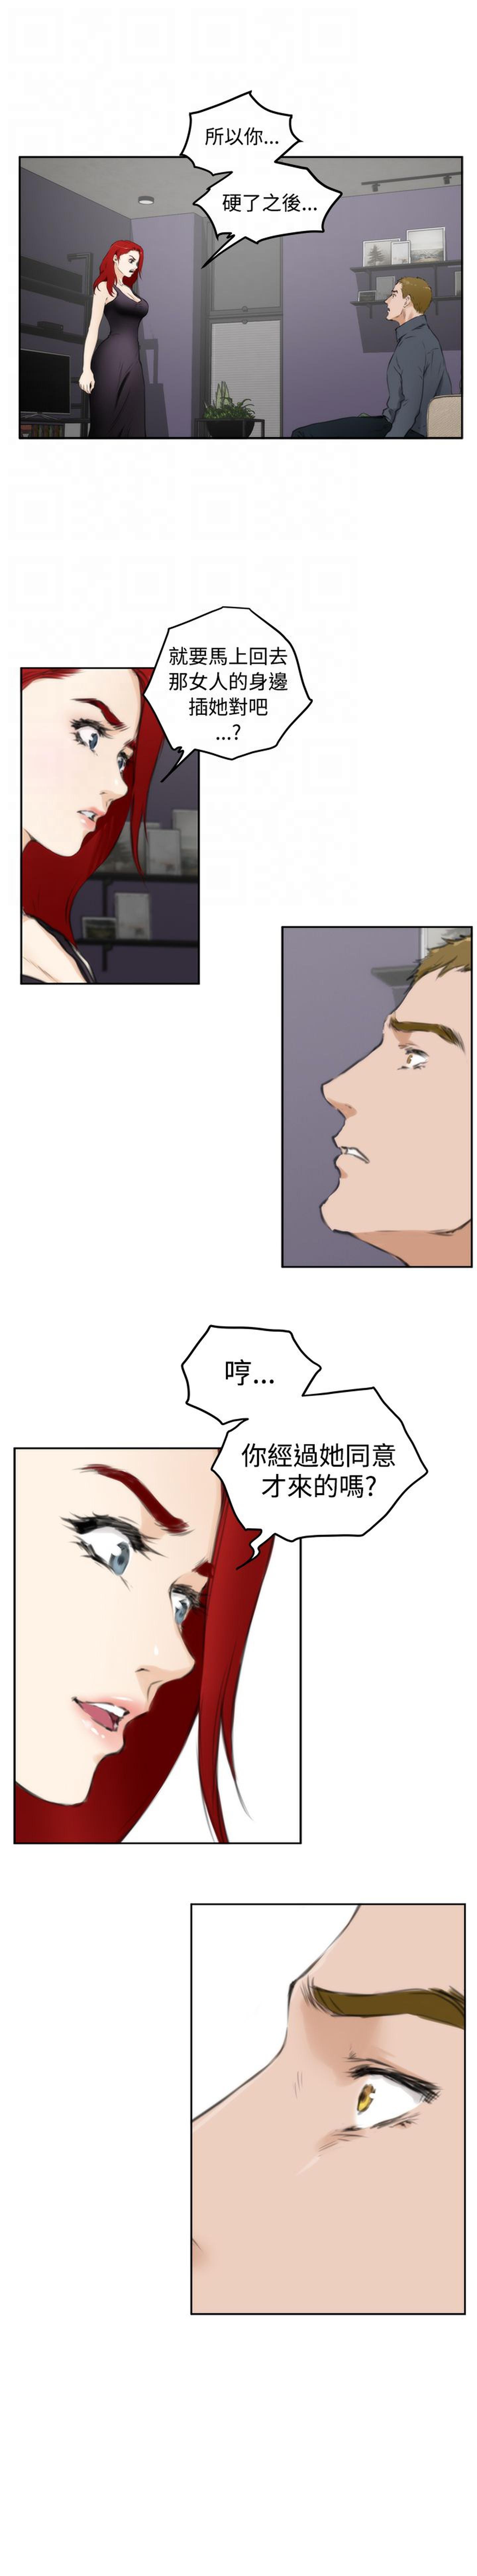 所以你...
硬了之後...
就要馬上回去
那女人的身邊
插她對吧
...?
哼...
你經過她同意
才來的嗎?